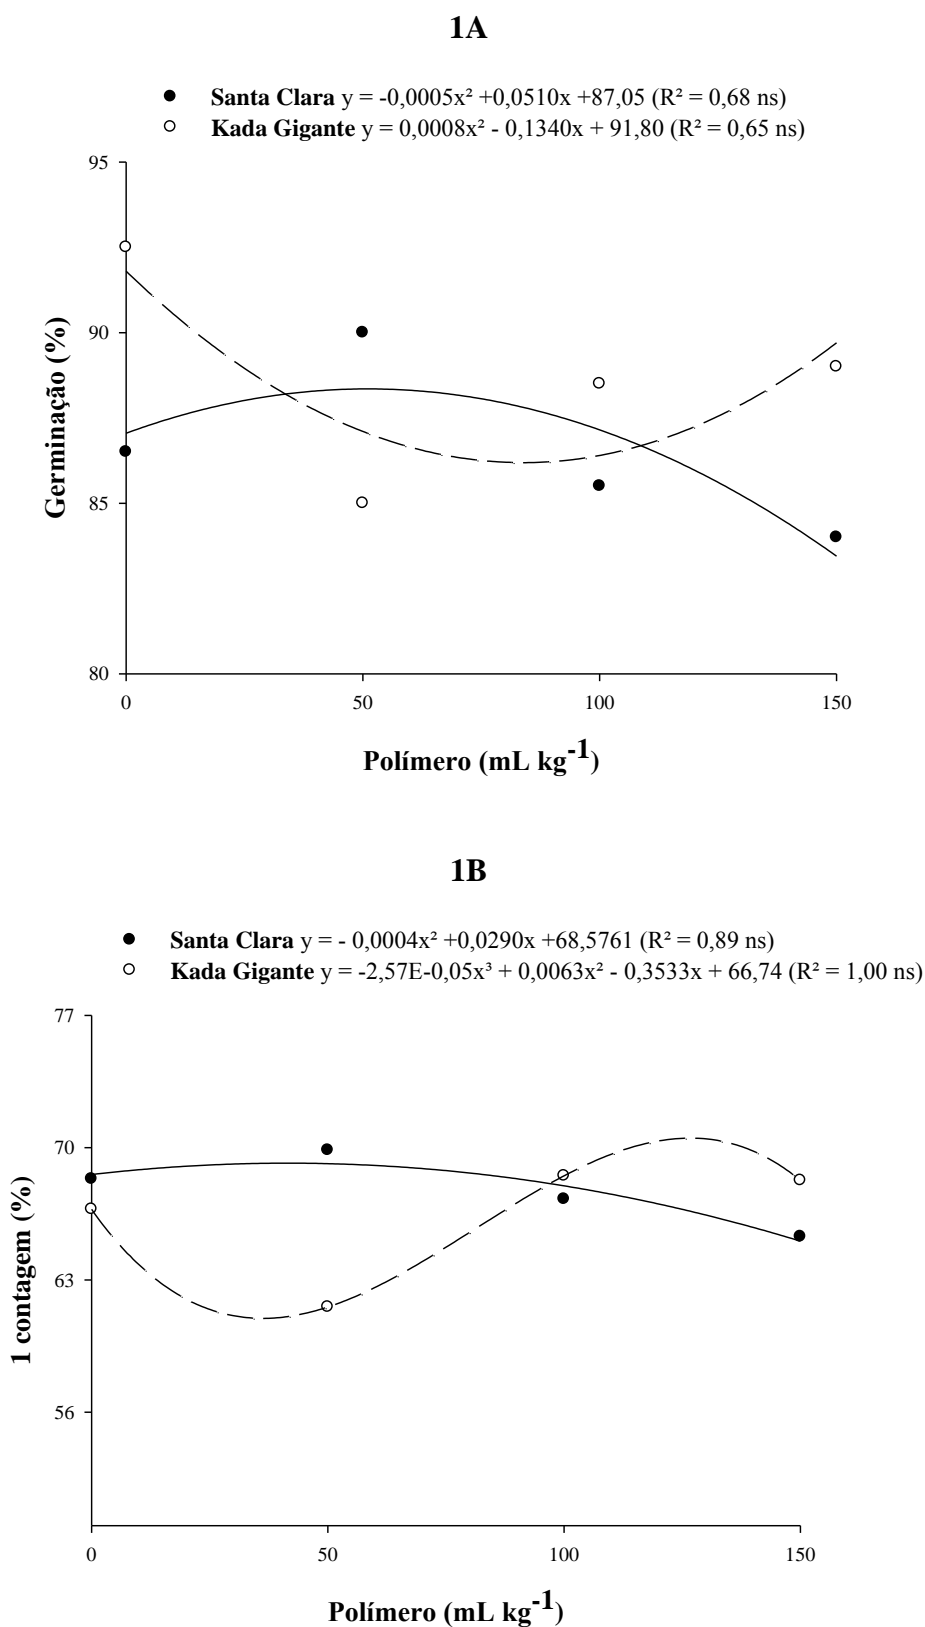 1A
Santa Clara y = -0,0005x² +0,0510x +87,05 (R² = 0,68 ns)
Kada Gigante y = 0,0008x² - 0,1340x + 91,80 (R² = 0,65 ns)
95
90
85
80
Germinação (%)
0 50 100 150
Polímero (mL kg⁻¹)
1B
Santa Clara y = - 0,0004x² +0,0290x +68,5761 (R² = 0,89 ns)
Kada Gigante y = -2,57E-0,05x³ + 0,0063x² - 0,3533x + 66,74 (R² = 1,00 ns)
77
70
63
56
1 contagem (%)
0 50 100 150
Polímero (mL kg⁻¹)